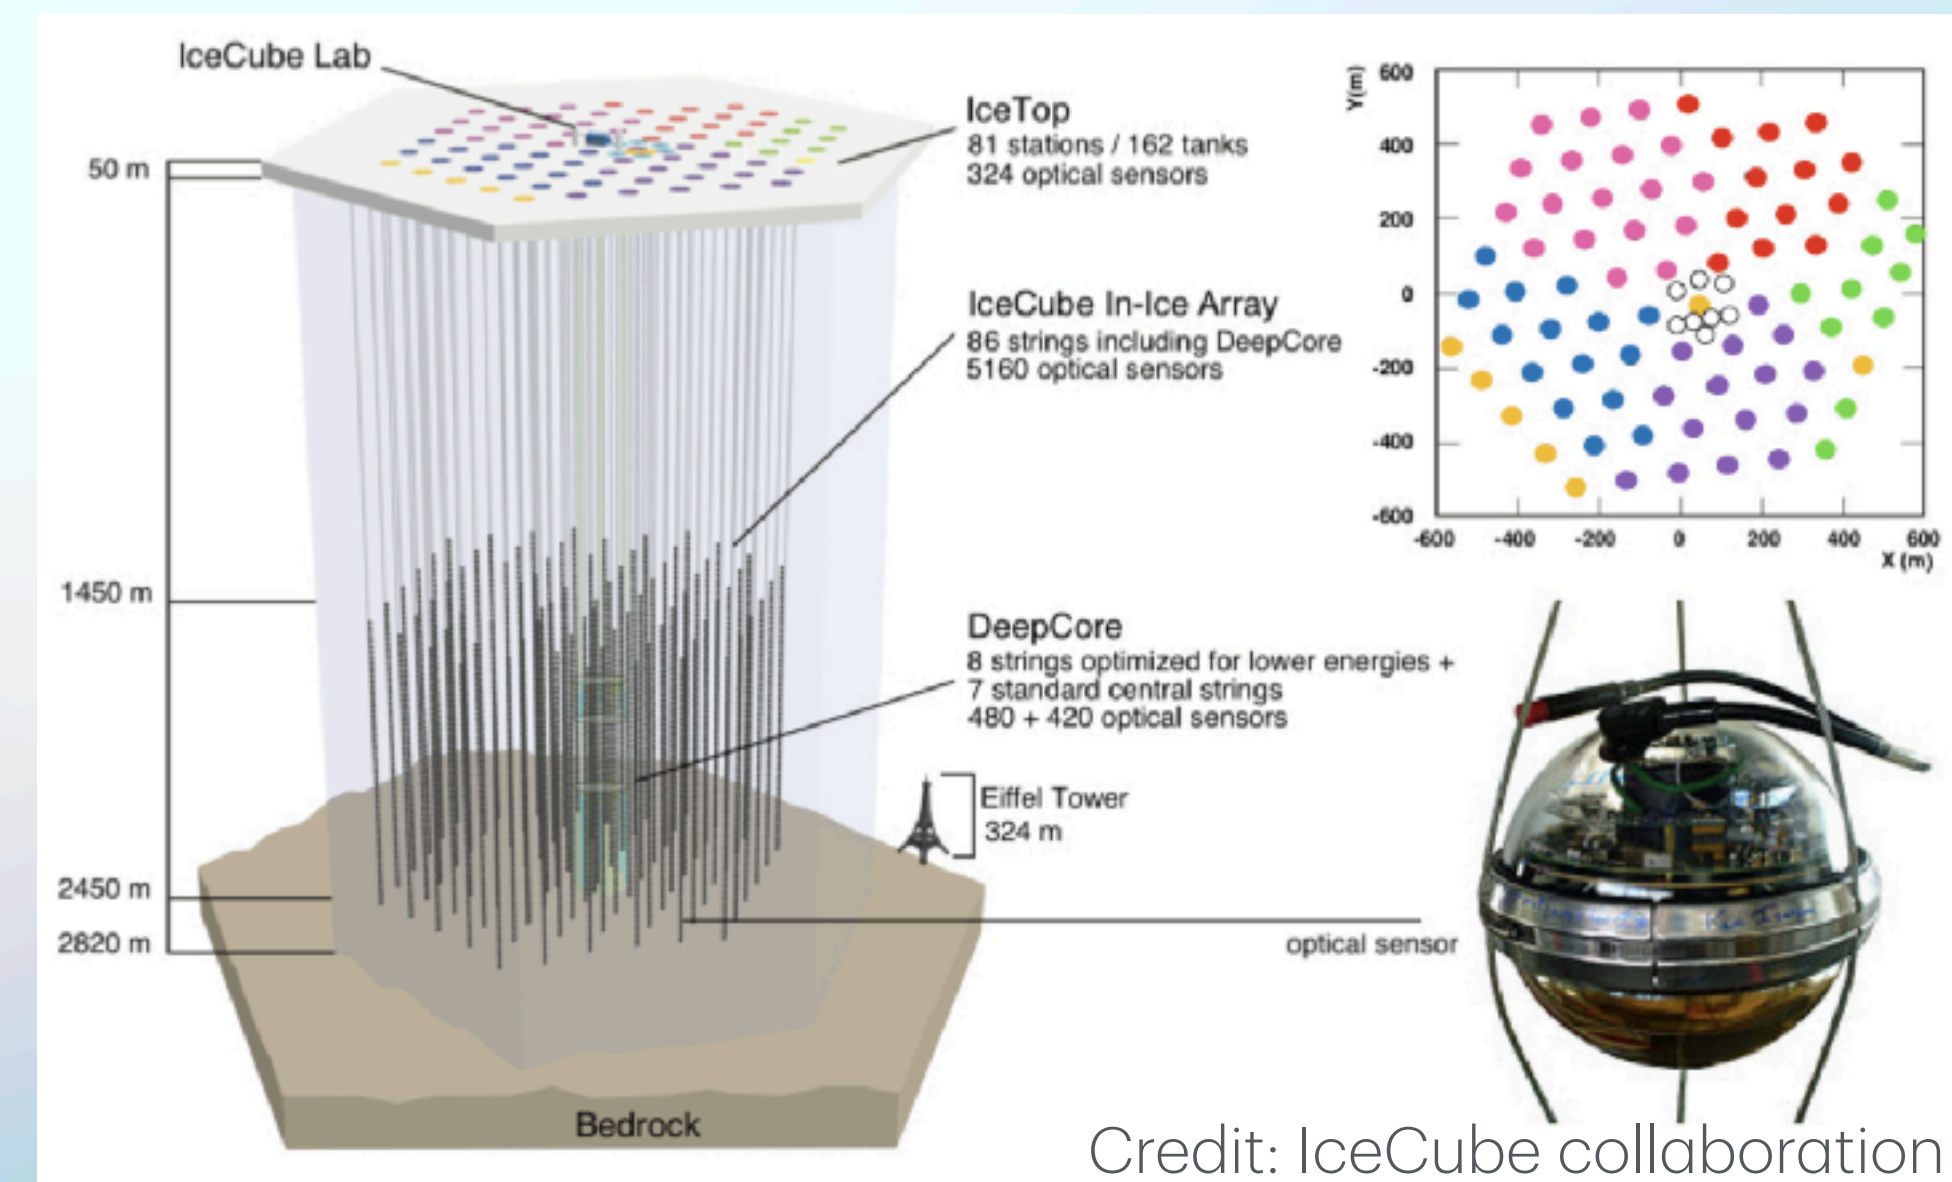 IceCube Lab
50 m
1450 m
2450 m
2820 m
IceTop
81 stations / 162 tanks
324 optical sensors
IceCube In-Ice Array
86 strings including DeepCore
5160 optical sensors
DeepCore
8 strings optimized for lower energies +
7 standard central strings
480 + 420 optical sensors
Eiffel Tower
324 m
optical sensor
Bedrock
Y(m)
600
400
200
0
-200
-400
-600
-600 -400 -200 0 200 400 600
X (m)
Credit: IceCube collaboration